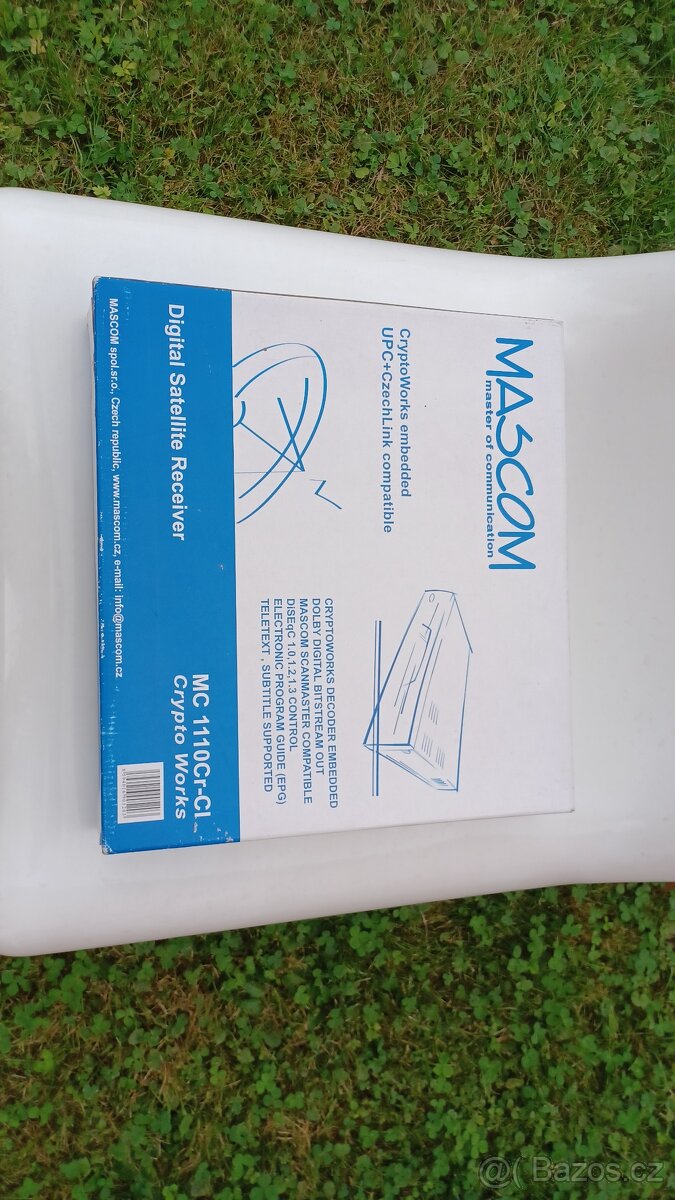 MASCOM
master of communication
CryptoWorks embedded
UPC+CzechLink compatible
CRYPTOWORKS DECODER EMBEDDED
DOLBY DIGITAL BITSTREAM OUT
MASCOM SCANMASTER COMPATIBLE
DiSEqC 1.0,1.2,1.3 CONTROL
ELECTRONIC PROGRAM GUIDE (EPG)
TELETEXT , SUBTITLE SUPPORTED
Digital Satellite Receiver
MC 1110Cr-CL
Crypto Works
MASCOM spol.sr.o., Czech republic, www.mascom.cz, e-mail: info@mascom.cz
@( Bazos.cz